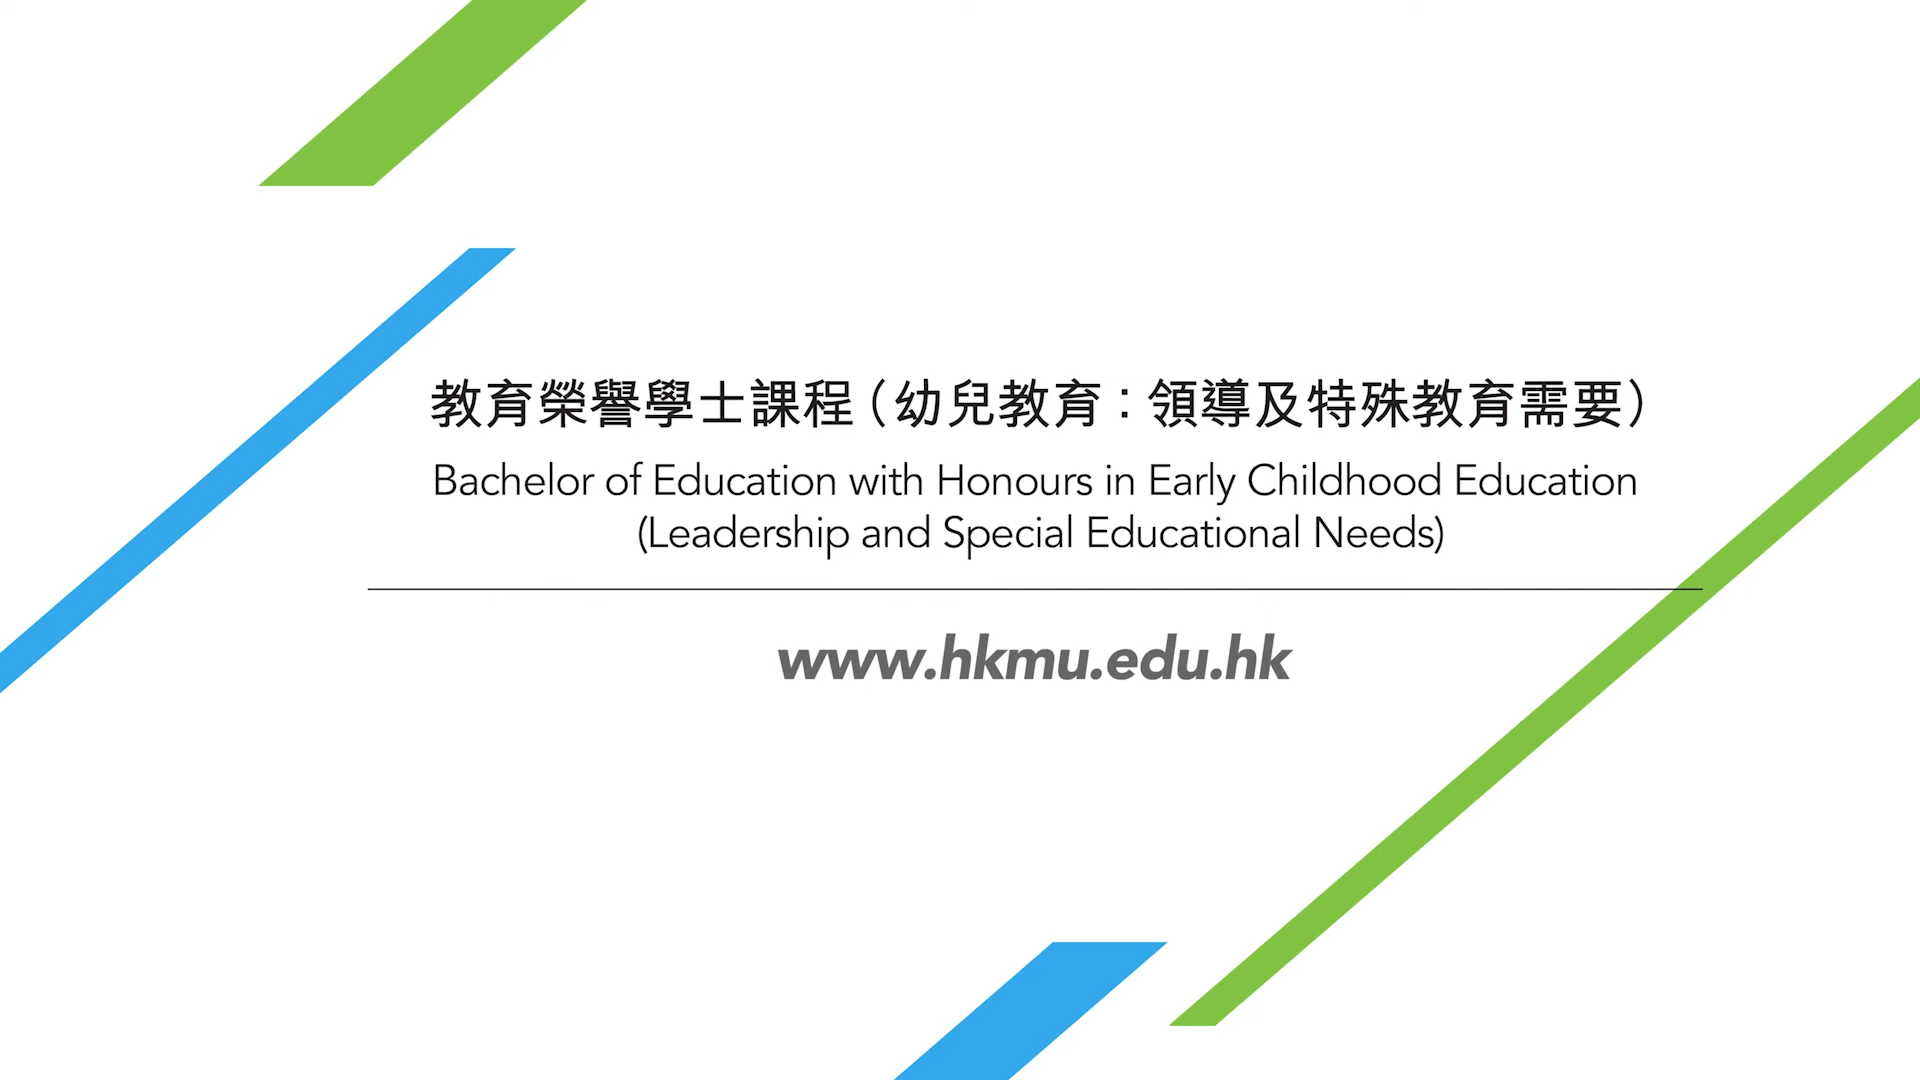 教育榮譽學士課程（幼兒教育：領導及特殊教育需要）
Bachelor of Education with Honours in Early Childhood Education
(Leadership and Special Educational Needs)
www.hkmu.edu.hk